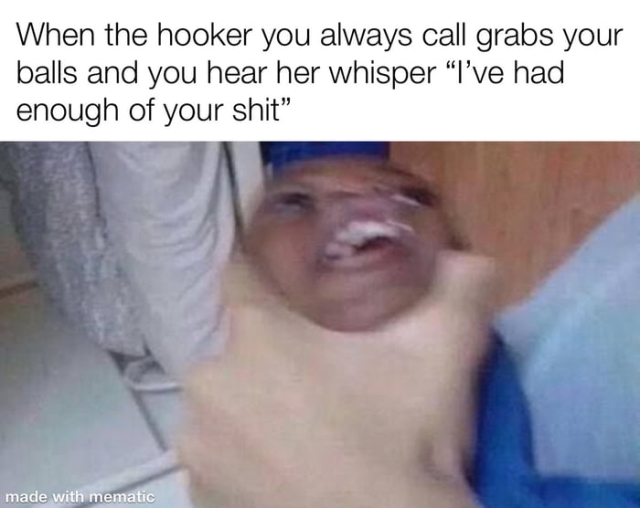 When the hooker you always call grabs your
balls and you hear her whisper “I’ve had
enough of your shit”
made with mematic